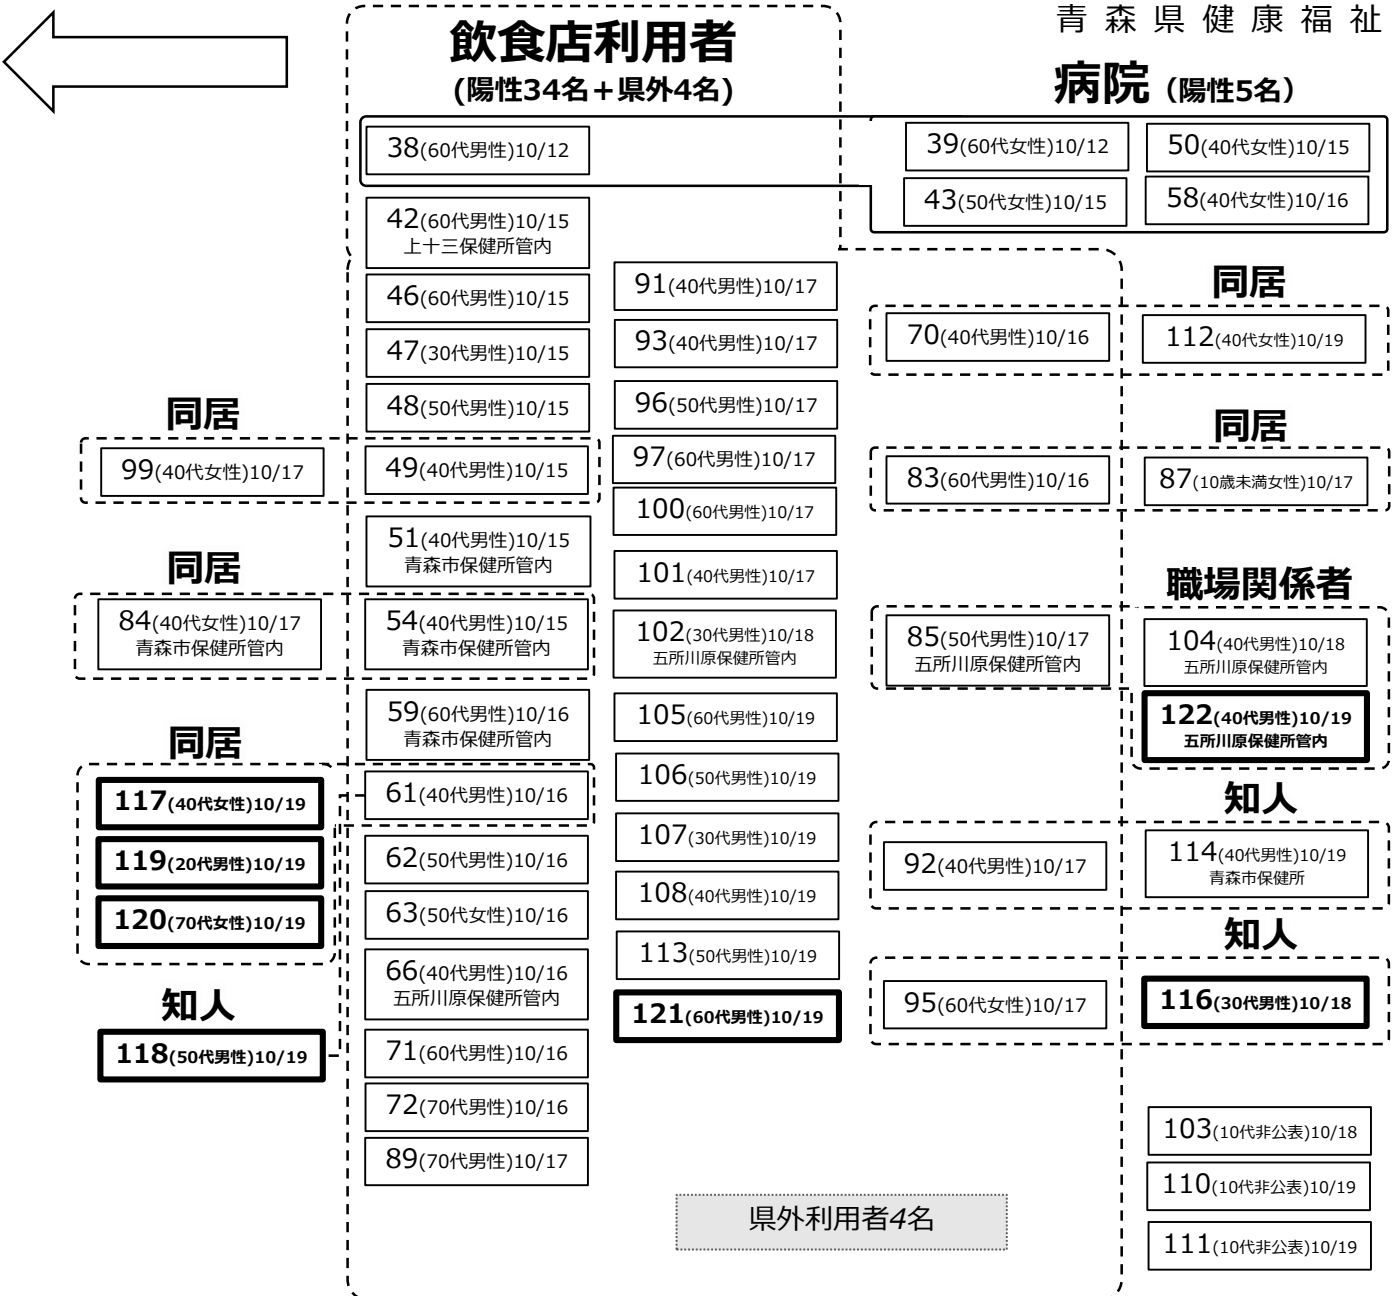 青森県健康福祉
飲食店利用者
(陽性34名＋県外4名)
病院（陽性5名）
38(60代男性)10/12
39(60代女性)10/12
50(40代女性)10/15
43(50代女性)10/15
58(40代女性)10/16
42(60代男性)10/15
上十三保健所管内
46(60代男性)10/15
47(30代男性)10/15
48(50代男性)10/15
同居
99(40代女性)10/17
49(40代男性)10/15
51(40代男性)10/15
青森市保健所管内
同居
84(40代女性)10/17
青森市保健所管内
54(40代男性)10/15
青森市保健所管内
59(60代男性)10/16
青森市保健所管内
同居
117(40代女性)10/19
119(20代男性)10/19
120(70代女性)10/19
61(40代男性)10/16
知人
118(50代男性)10/19
62(50代男性)10/16
63(50代女性)10/16
66(40代男性)10/16
五所川原保健所管内
71(60代男性)10/16
72(70代男性)10/16
89(70代男性)10/17
91(40代男性)10/17
93(40代男性)10/17
96(50代男性)10/17
97(60代男性)10/17
100(60代男性)10/17
101(40代男性)10/17
102(30代男性)10/18
五所川原保健所管内
105(60代男性)10/19
106(50代男性)10/19
107(30代男性)10/19
108(40代男性)10/19
113(50代男性)10/19
121(60代男性)10/19
同居
70(40代男性)10/16
112(40代女性)10/19
同居
83(60代男性)10/16
87(10歳未満女性)10/17
職場関係者
85(50代男性)10/17
五所川原保健所管内
104(40代男性)10/18
五所川原保健所管内
122(40代男性)10/19
五所川原保健所管内
知人
92(40代男性)10/17
114(40代男性)10/19
青森市保健所
知人
95(60代女性)10/17
116(30代男性)10/18
103(10代非公表)10/18
110(10代非公表)10/19
111(10代非公表)10/19
県外利用者4名